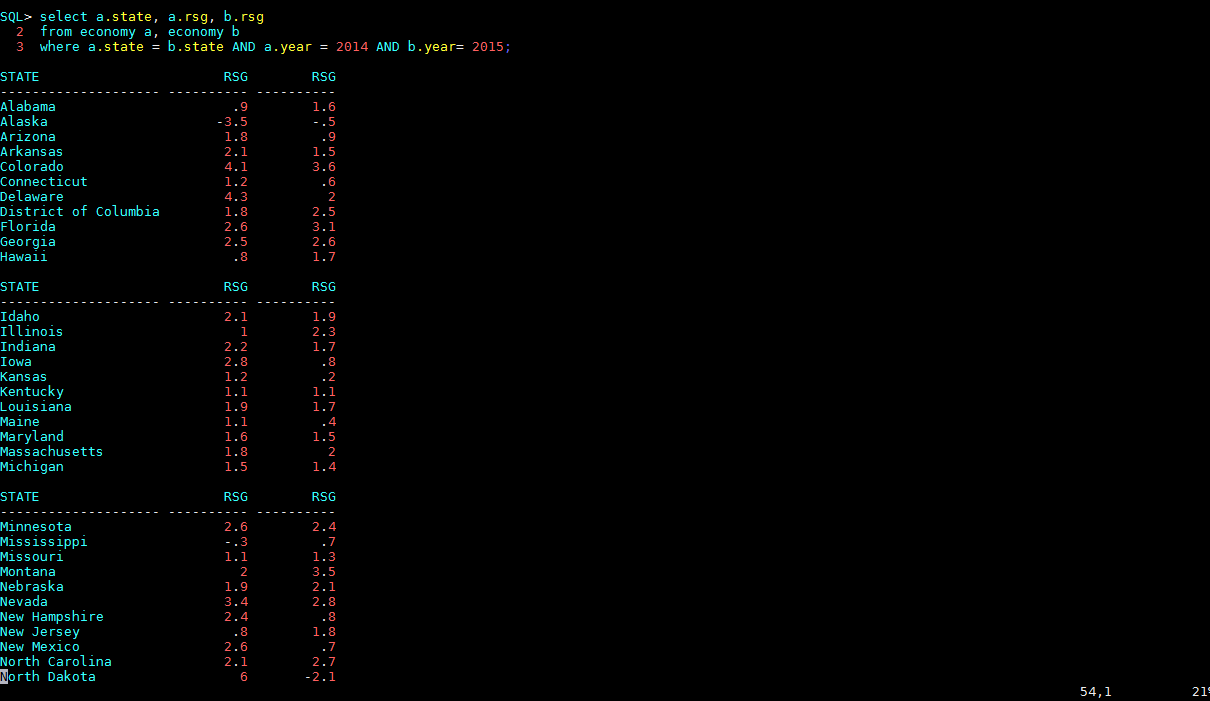 SQL> select a.state, a.rsg, b.rsg
  2  from economy a, economy b
  3  where a.state = b.state AND a.year = 2014 AND b.year= 2015;

STATE                       RSG        RSG
-------------------- ---------- ----------
Alabama                      .9        1.6
Alaska                     -3.5        -.5
Arizona                     1.8         .9
Arkansas                    2.1        1.5
Colorado                    4.1        3.6
Connecticut                 1.2         .6
Delaware                    4.3          2
District of Columbia        1.8        2.5
Florida                     2.6        3.1
Georgia                     2.5        2.6
Hawaii                       .8        1.7

STATE                       RSG        RSG
-------------------- ---------- ----------
Idaho                       2.1        1.9
Illinois                      1        2.3
Indiana                     2.2        1.7
Iowa                        2.8         .8
Kansas                      1.2         .2
Kentucky                    1.1        1.1
Louisiana                   1.9        1.7
Maine                       1.1         .4
Maryland                    1.6        1.5
Massachusetts               1.8          2
Michigan                    1.5        1.4

STATE                       RSG        RSG
-------------------- ---------- ----------
Minnesota                   2.6        2.4
Mississippi                 -.3         .7
Missouri                    1.1        1.3
Montana                       2        3.5
Nebraska                    1.9        2.1
Nevada                      3.4        2.8
New Hampshire               2.4         .8
New Jersey                   .8        1.8
New Mexico                  2.6         .7
North Carolina              2.1        2.7
North Dakota                  6       -2.1
54,1          21%